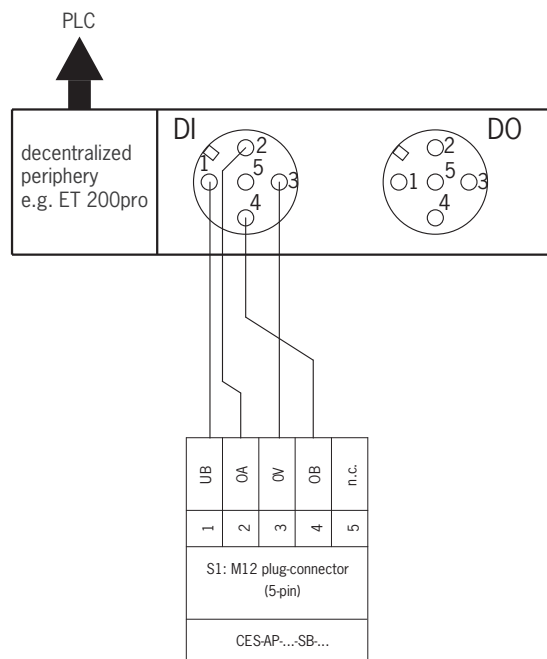 PLC
decentralized
periphery
e.g. ET 200pro
DI
1
2
5
3
4
DO
2
1
5
3
4
UB
OA
0V
OB
n.c.
1
2
3
4
5
S1: M12 plug-connector
(5-pin)
CES-AP-...-SB-...